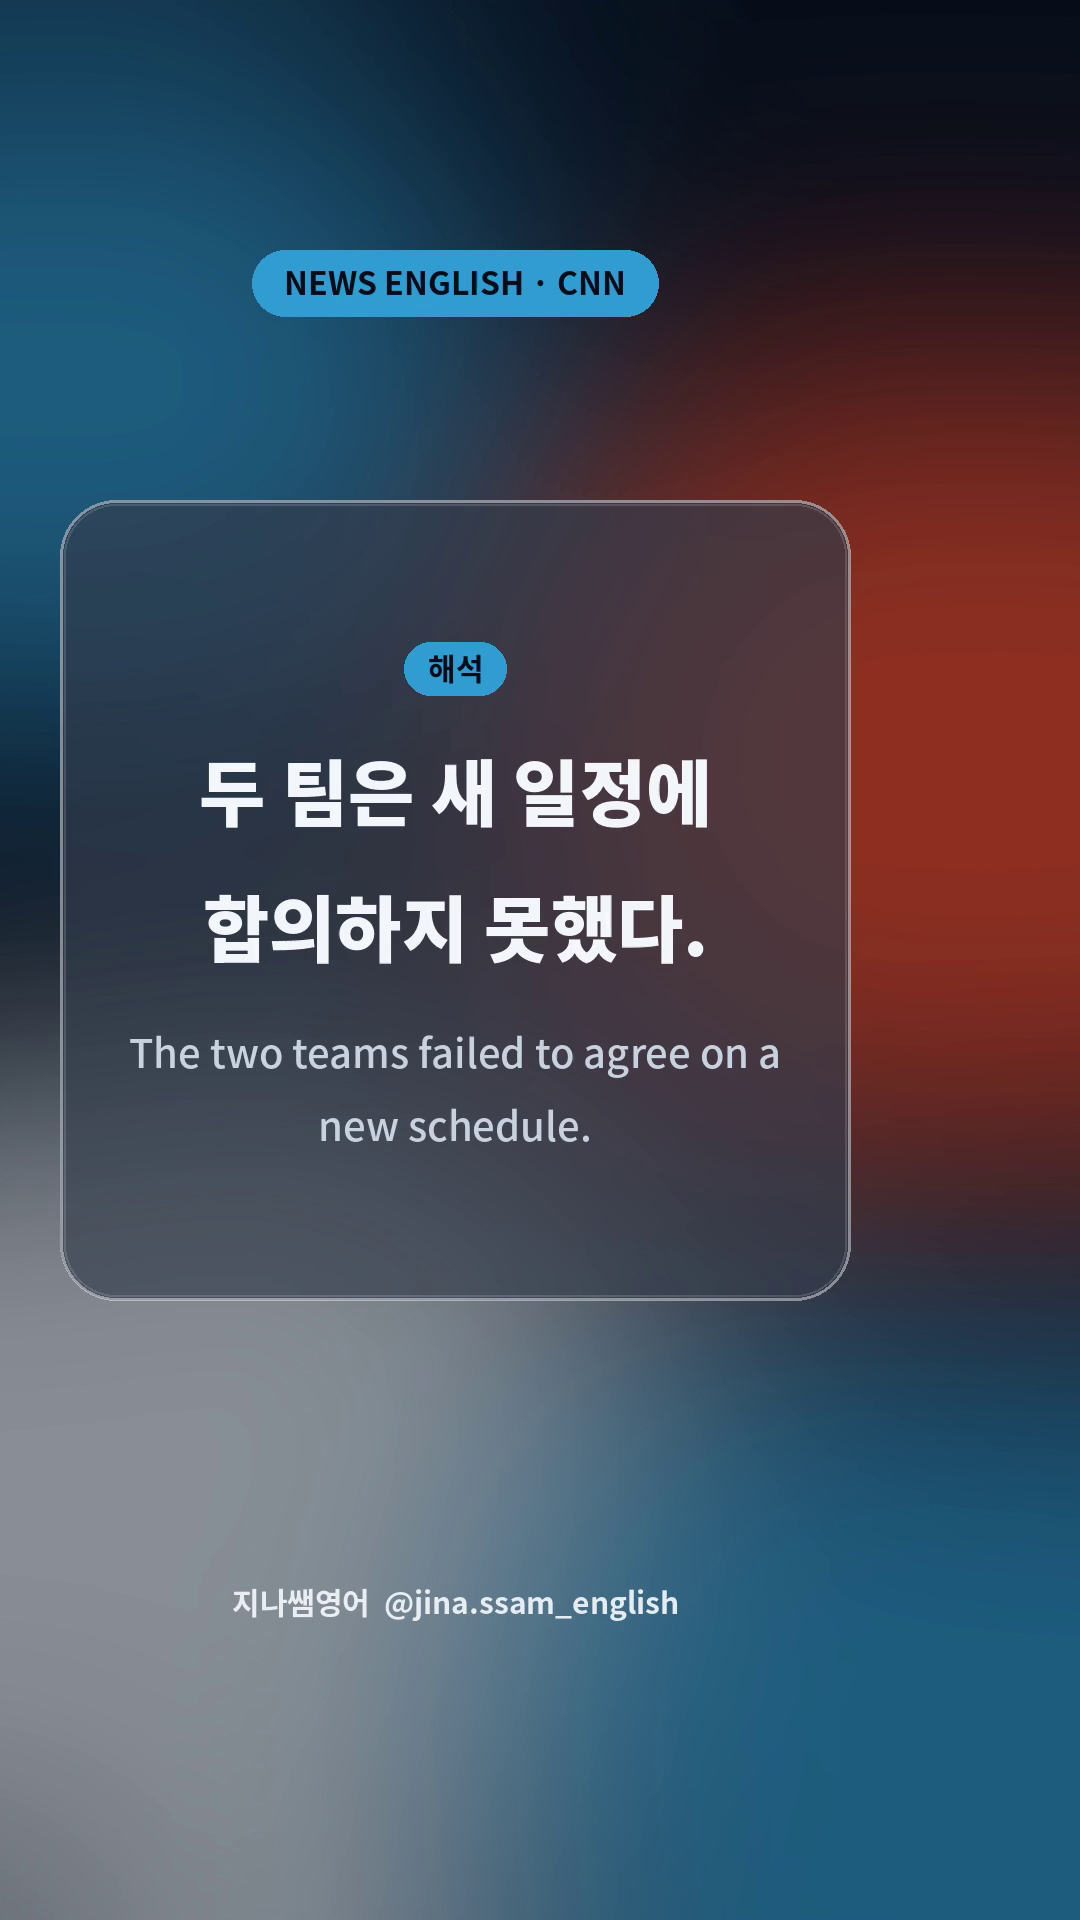 NEWS ENGLISH · CNN
해석
두 팀은 새 일정에
합의하지 못했다.
The two teams failed to agree on a
new schedule.
지나쌤영어 @jina.ssam_english